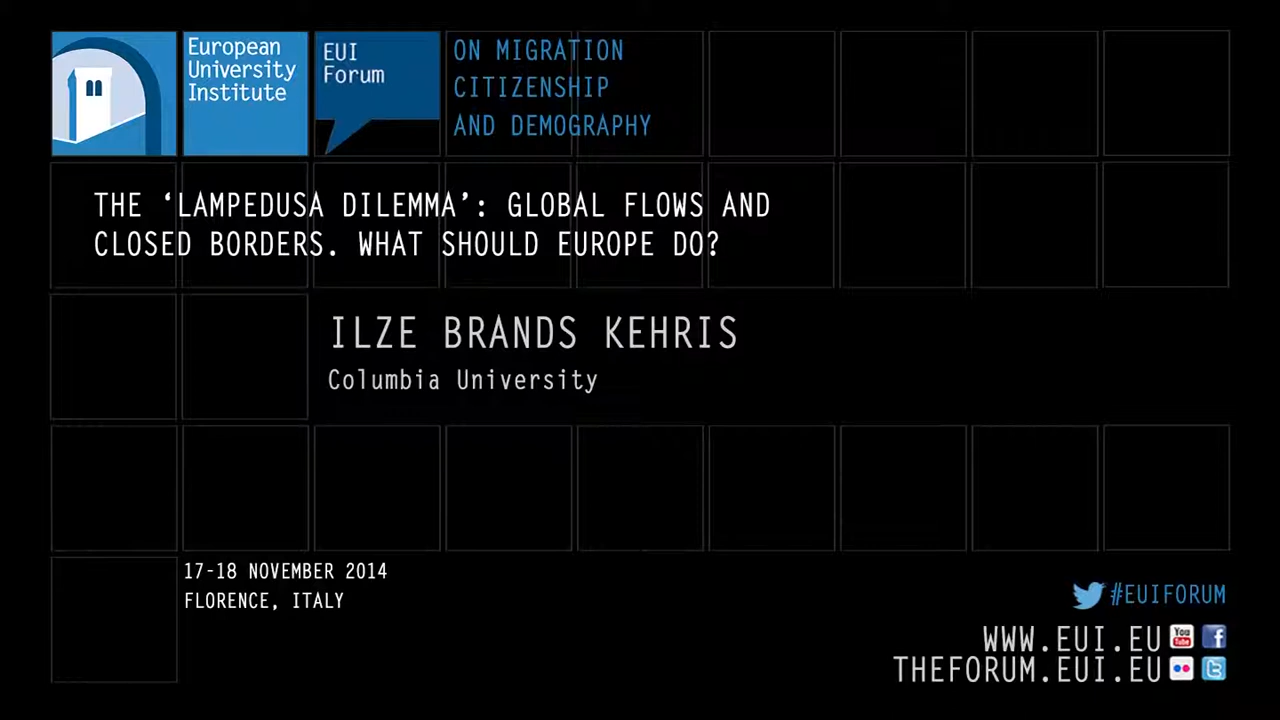 European
University
Institute
EUI
Forum
ON MIGRATION
CITIZENSHIP
AND DEMOGRAPHY
THE ‘LAMPEDUSA DILEMMA’: GLOBAL FLOWS AND
CLOSED BORDERS. WHAT SHOULD EUROPE DO?
ILZE BRANDS KEHRIS
Columbia University
17-18 NOVEMBER 2014
FLORENCE, ITALY
#EUIFORUM
WWW.EUI.EU
You
Tube
THEFORUM.EUI.EU